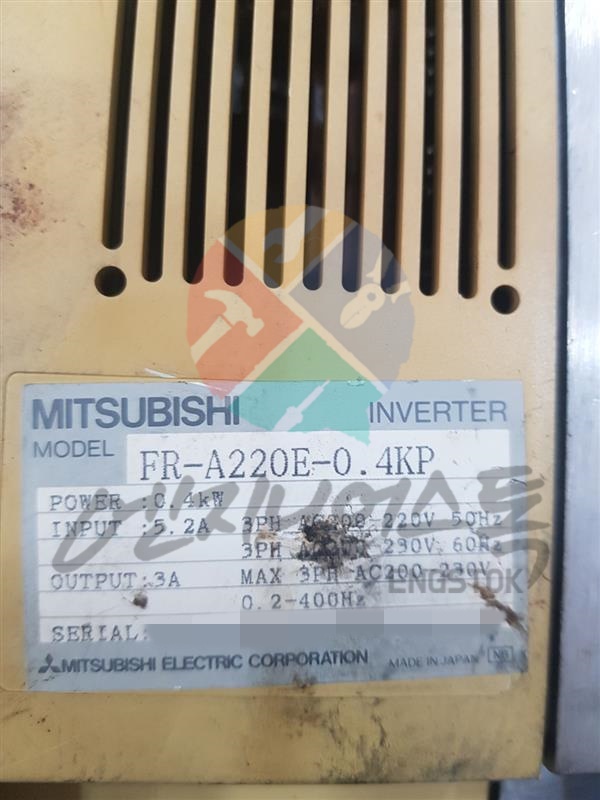 MITSUBISHI INVERTER
MODEL FR-A220E-0.4KP
POWER :0.4kW
INPUT :5.2A 3PH AC200 220V 50Hz
3PH 230V 60Hz
OUTPUT:3A MAX 3PH AC200 230V
0.2-400Hz
엔지니어스톡
ENGSTOK
SERIAL:
MITSUBISHI ELECTRIC CORPORATION MADE IN JAPAN